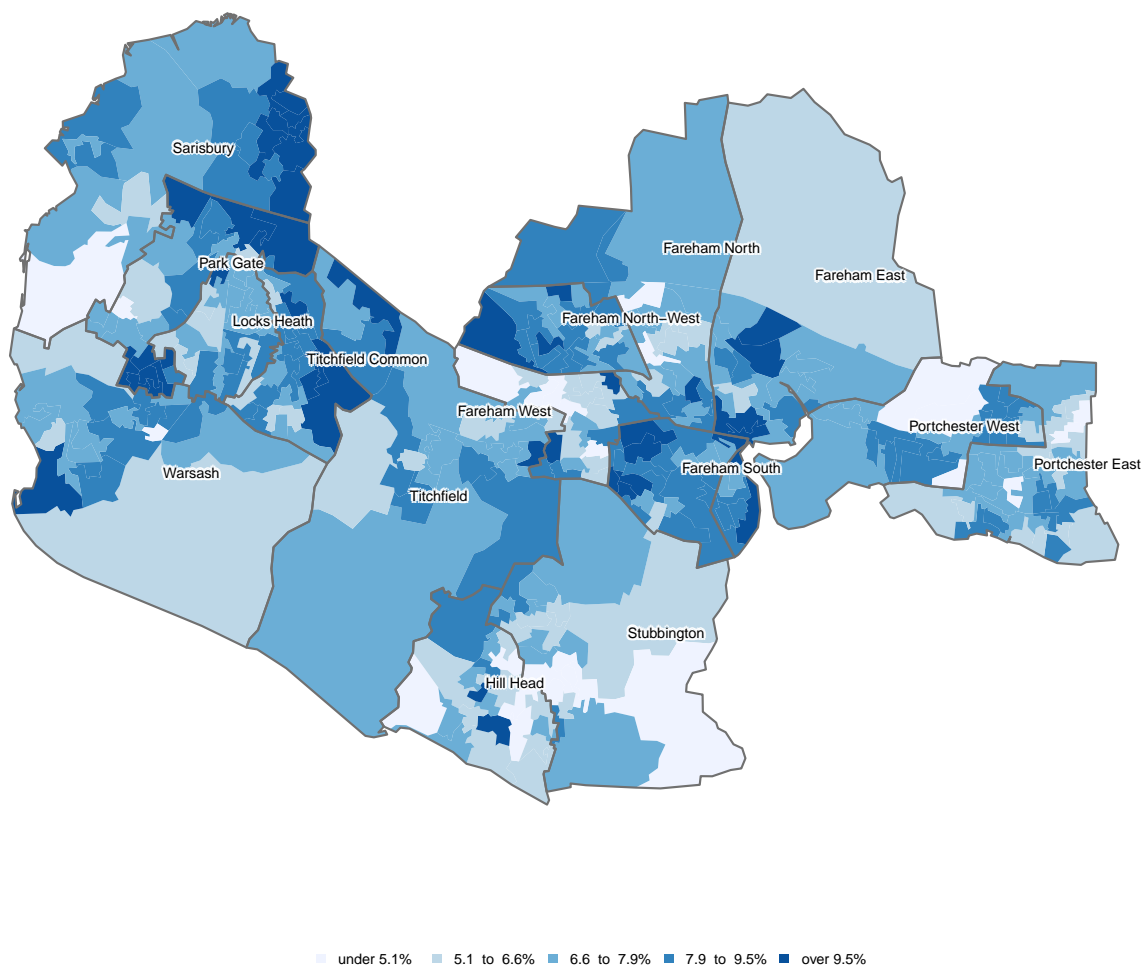 Sarisbury
Fareham North
Park Gate
Fareham East
Fareham North−West
Locks Heath
Titchfield Common
Fareham West
Portchester West
Portchester East
Fareham South
Warsash
Titchfield
Stubbington
Hill Head
under 5.1% 5.1 to 6.6% 6.6 to 7.9% 7.9 to 9.5% over 9.5%